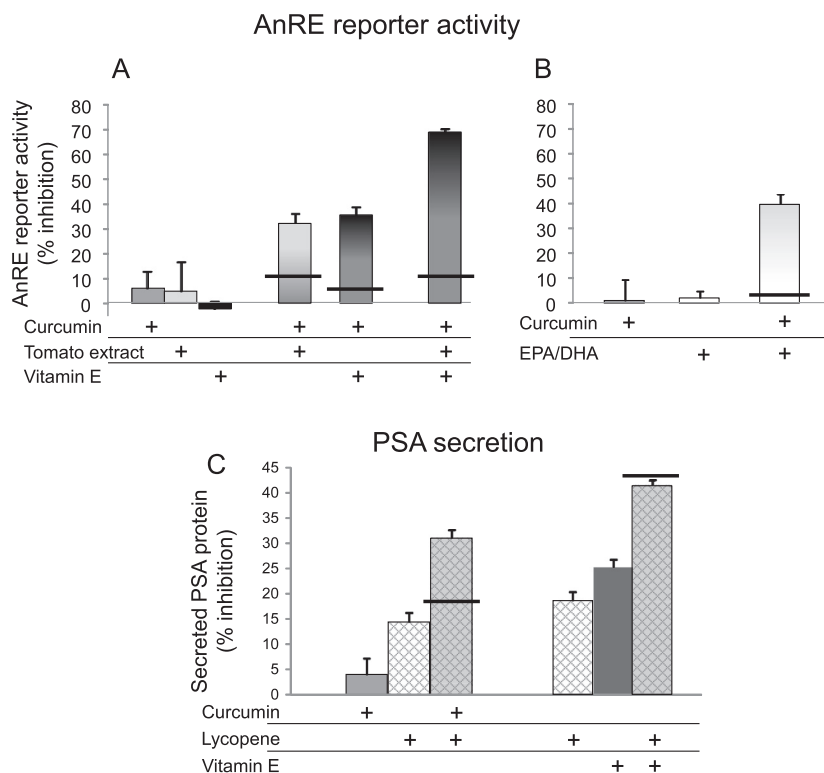 AnRE reporter activity
A
B
AnRE reporter activity
(% inhibition)
80
70
60
50
40
30
20
10
0
80
70
60
50
40
30
20
10
0
Curcumin + + + +
Tomato extract + + +
Vitamin E + + +
Curcumin + +
EPA/DHA + +
PSA secretion
C
Secreted PSA protein
(% inhibition)
45
40
35
30
25
20
15
10
5
0
Curcumin + +
Lycopene + + + +
Vitamin E + +